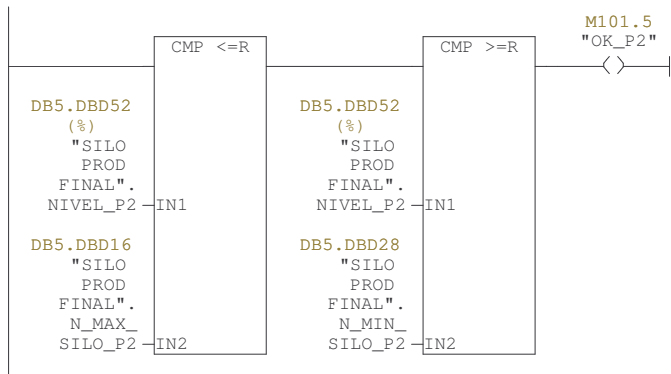 M101.5
"OK_P2"
CMP <=R
CMP >=R
DB5.DBD52
(%)
"SILO
PROD
FINAL".
NIVEL_P2
IN1
DB5.DBD16
"SILO
PROD
FINAL".
N_MAX_
SILO_P2
IN2
DB5.DBD52
(%)
"SILO
PROD
FINAL".
NIVEL_P2
IN1
DB5.DBD28
"SILO
PROD
FINAL".
N_MIN_
SILO_P2
IN2